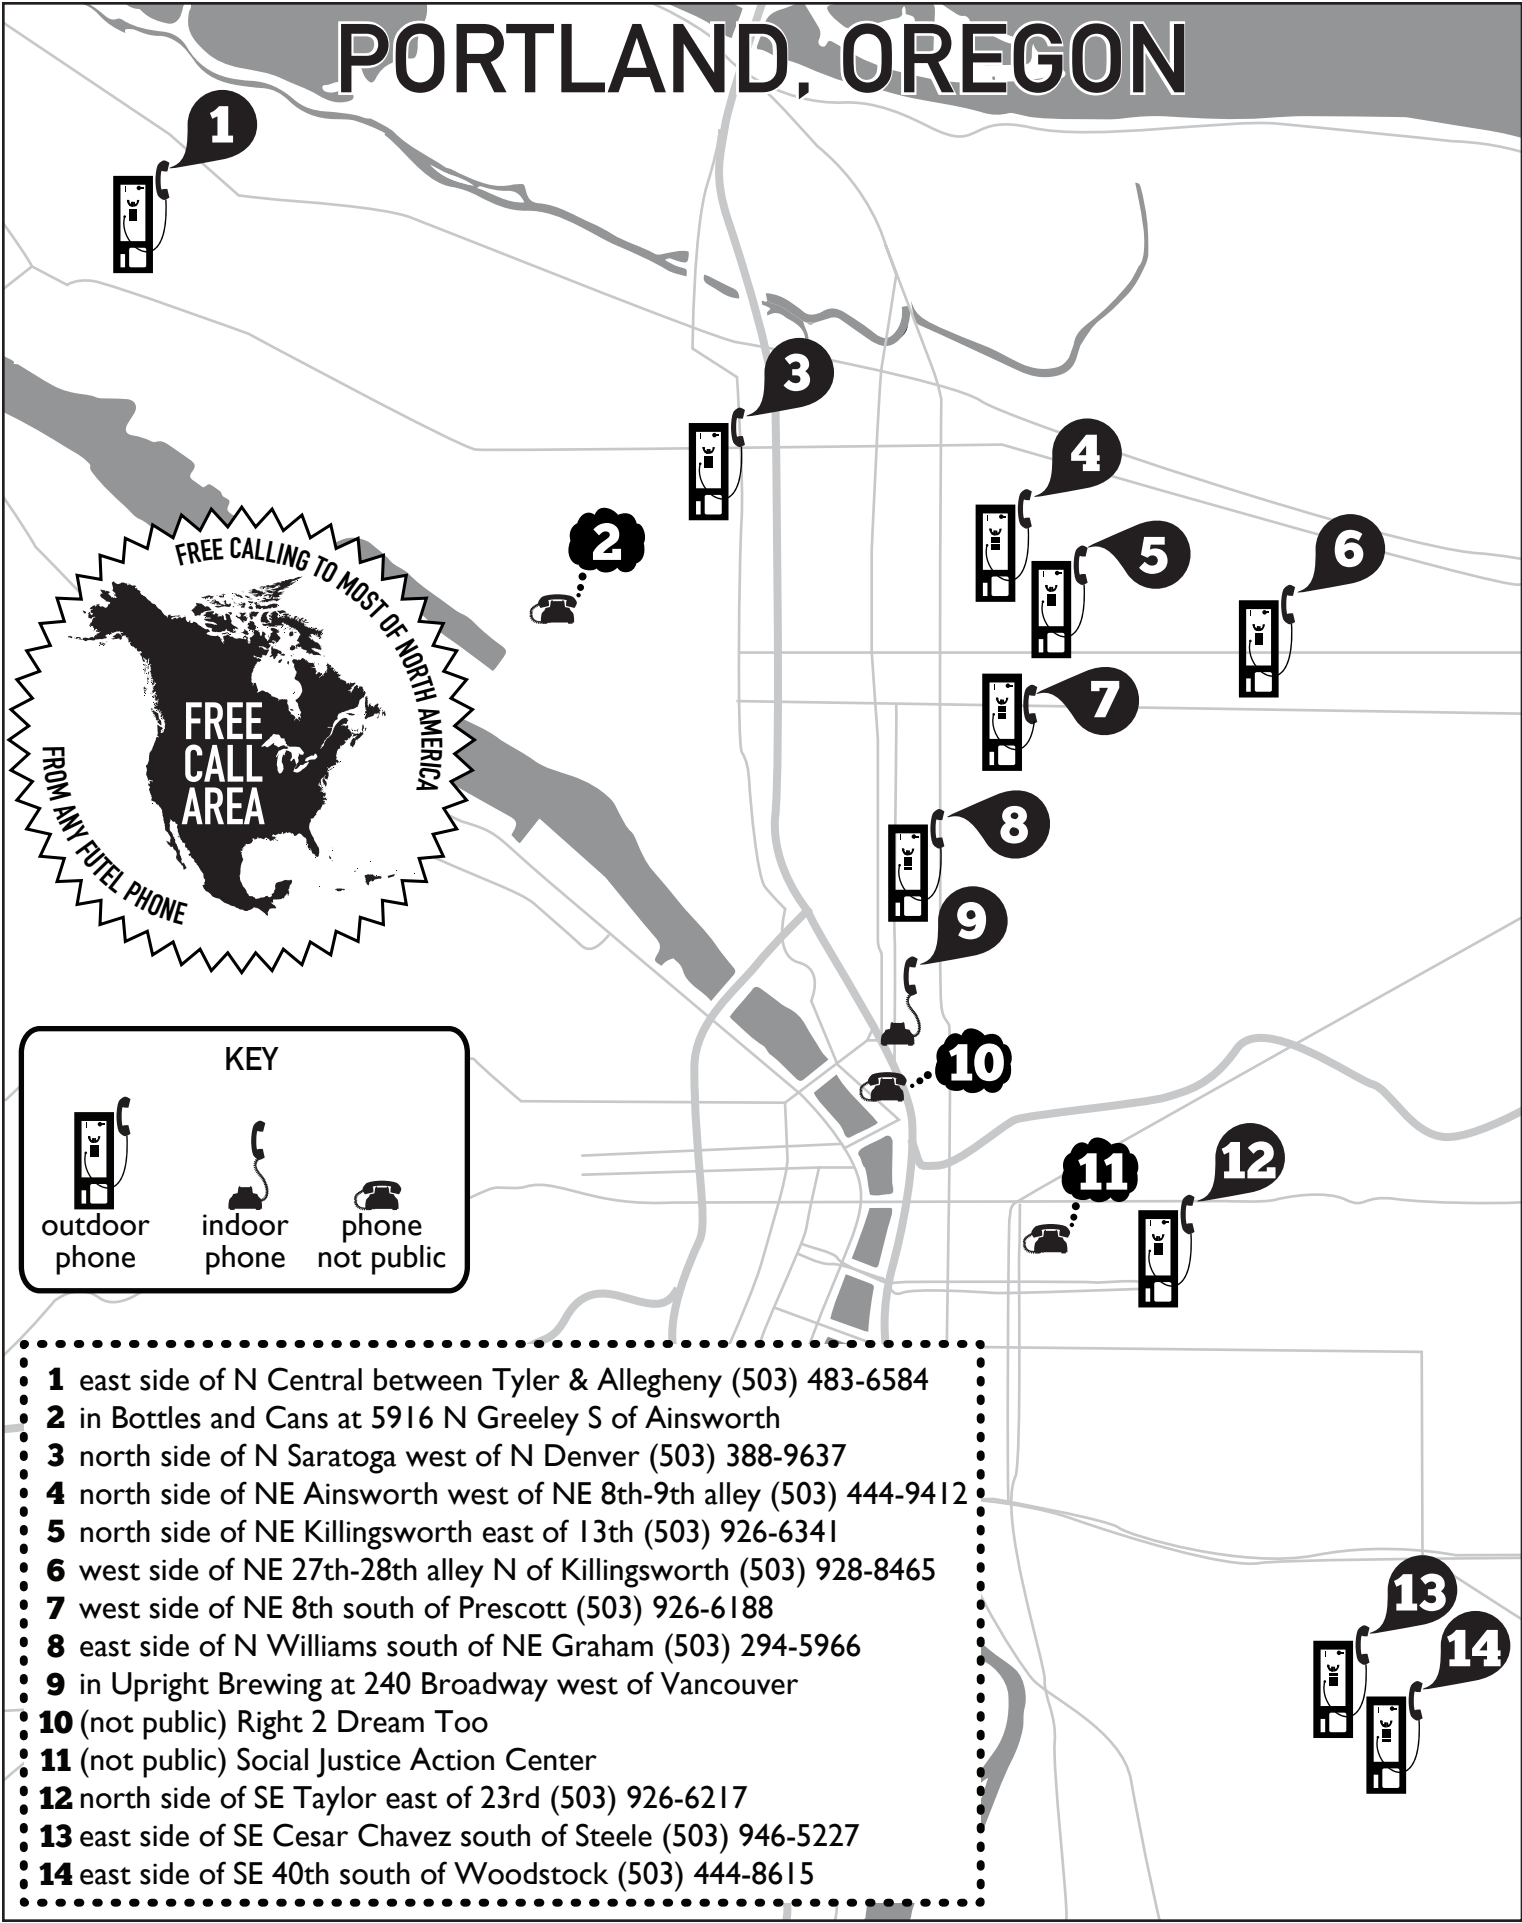 PORTLAND, OREGON
1
3
4
2
5
6
7
FREE CALLING TO MOST OF NORTH AMERICA
FREE
CALL
AREA
FROM ANY FUTEL PHONE
8
9
10
KEY
outdoor
phone
indoor
phone
phone
not public
11
12
1 east side of N Central between Tyler & Allegheny (503) 483-6584
2 in Bottles and Cans at 5916 N Greeley S of Ainsworth
3 north side of N Saratoga west of N Denver (503) 388-9637
4 north side of NE Ainsworth west of NE 8th-9th alley (503) 444-9412
5 north side of NE Killingsworth east of 13th (503) 926-6341
6 west side of NE 27th-28th alley N of Killingsworth (503) 928-8465
7 west side of NE 8th south of Prescott (503) 926-6188
8 east side of N Williams south of NE Graham (503) 294-5966
9 in Upright Brewing at 240 Broadway west of Vancouver
10 (not public) Right 2 Dream Too
11 (not public) Social Justice Action Center
12 north side of SE Taylor east of 23rd (503) 926-6217
13 east side of SE Cesar Chavez south of Steele (503) 946-5227
14 east side of SE 40th south of Woodstock (503) 444-8615
13
14